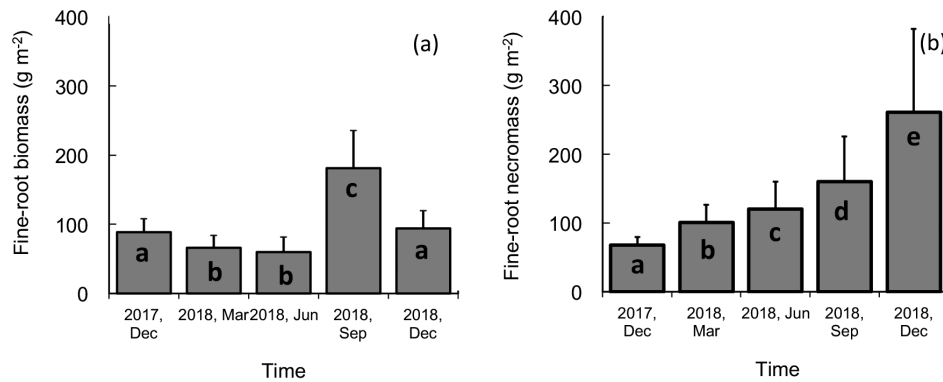 400
300
200
100
0
Fine-root biomass (g m-2)
(a)
a
b
b
c
a
2017, Dec
2018, Mar
2018, Jun
2018, Sep
2018, Dec
Time
400
300
200
100
0
Fine-root necromass (g m-2)
(b)
a
b
c
d
e
2017, Dec
2018, Mar
2018, Jun
2018, Sep
2018, Dec
Time